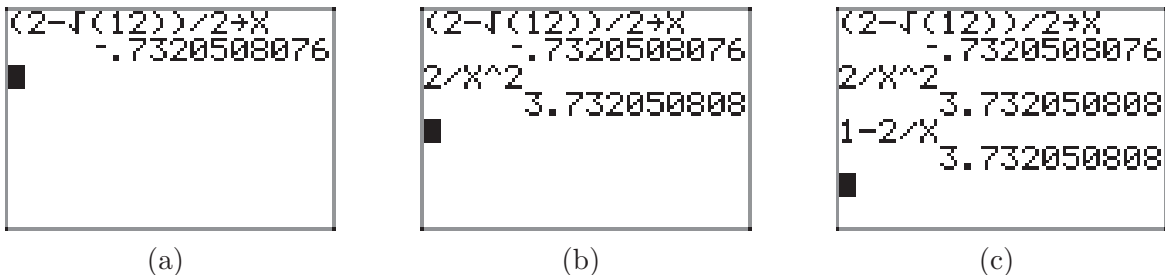 (2-√(12))/2→X
-.7320508076
(a)
(2-√(12))/2→X
-.7320508076
2/X^2
3.732050808
(b)
(2-√(12))/2→X
-.7320508076
2/X^2
3.732050808
1-2/X
3.732050808
(c)